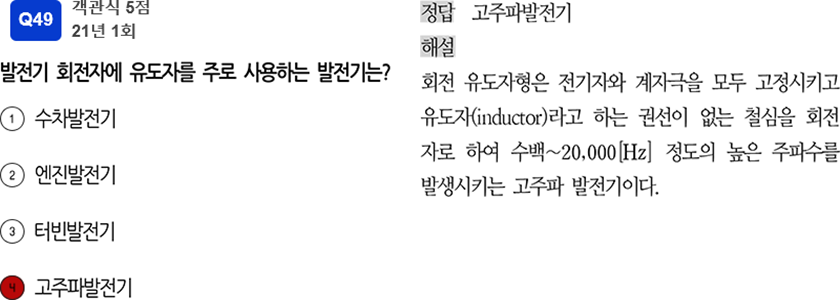 Q49
객관식 5점
21년 1회
발전기 회전자에 유도자를 주로 사용하는 발전기는?
1 수차발전기
2 엔진발전기
3 터빈발전기
4 고주파발전기
정답 고주파발전기
해설
회전 유도자형은 전기자와 계자극을 모두 고정시키고
유도자(inductor)라고 하는 권선이 없는 철심을 회전
자로 하여 수백~20,000[Hz] 정도의 높은 주파수를
발생시키는 고주파 발전기이다.